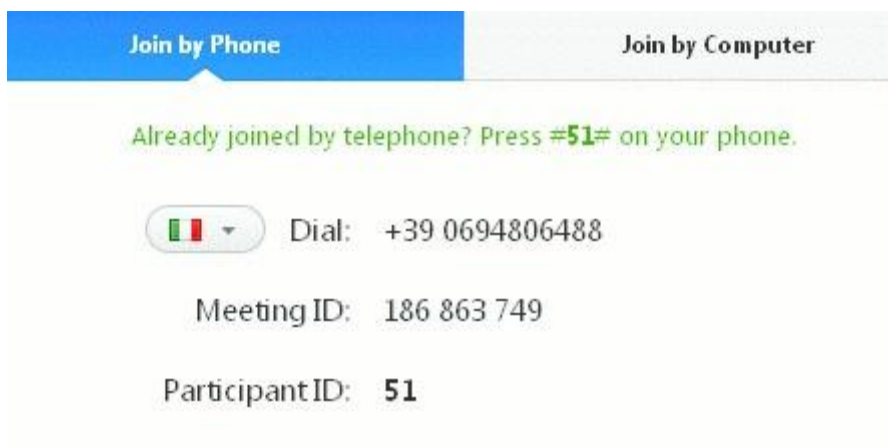 Join by Phone Join by Computer
Already joined by telephone? Press #51# on your phone.
Dial: +39 0694806488
Meeting ID: 186 863 749
Participant ID: 51